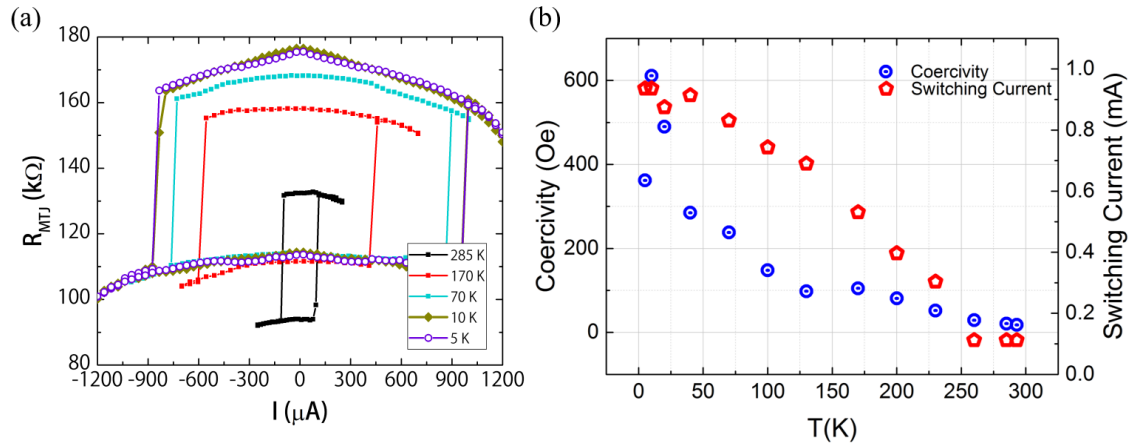 (a)
180
160
140
120
100
80
R_MTJ (kΩ)
-1200 -900 -600 -300 0 300 600 900 1200
I (μA)
285 K
170 K
70 K
10 K
5 K
(b)
600
400
200
0
Coercivity (Oe)
Coercivity
Switching Current
1.0
0.8
0.6
0.4
0.2
0.0
Switching Current (mA)
0 50 100 150 200 250 300
T(K)